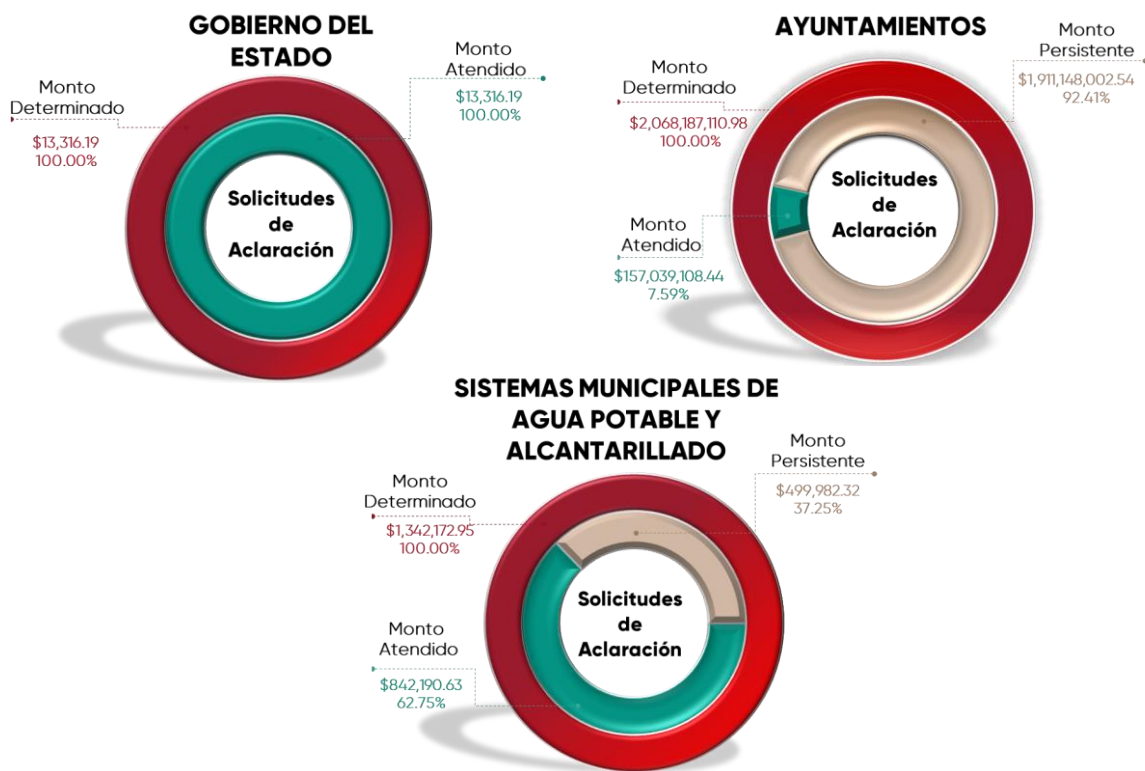 GOBIERNO DEL
ESTADO
Monto
Determinado
$13,316.19
100.00%
Monto
Atendido
$13,316.19
100.00%
Solicitudes
de
Aclaración
AYUNTAMIENTOS
Monto
Determinado
$2,068,187,110.98
100.00%
Monto
Persistente
$1,911,148,002.54
92.41%
Monto
Atendido
$157,039,108.44
7.59%
Solicitudes
de
Aclaración
SISTEMAS MUNICIPALES DE
AGUA POTABLE Y
ALCANTARILLADO
Monto
Determinado
$1,342,172.95
100.00%
Monto
Persistente
$499,982.32
37.25%
Monto
Atendido
$842,190.63
62.75%
Solicitudes
de
Aclaración